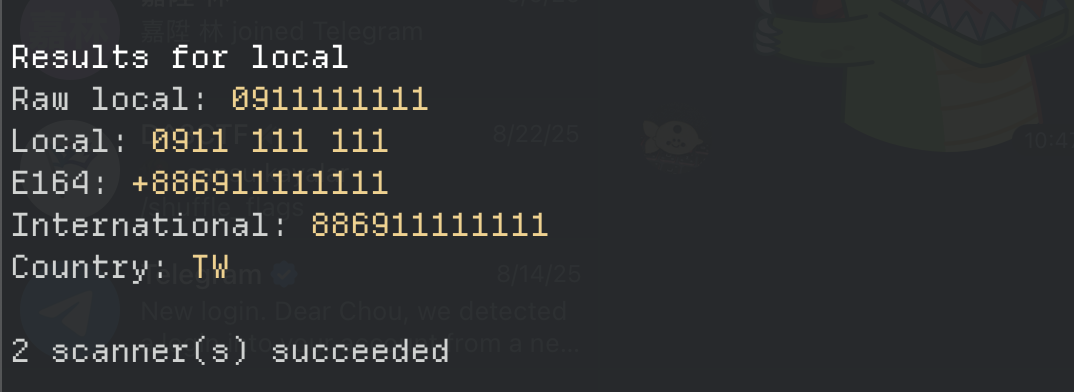 嘉陞 林 joined Telegram
Results for local
Raw local: 0911111111
8/22/25
Local: 0911 111 111
E164: +886911111111
/shuffle_flags
International: 886911111111
Country: TW
Telegram
8/14/25
New login. Dear Chou, we detected
from a ne...
2 scanner(s) succeeded